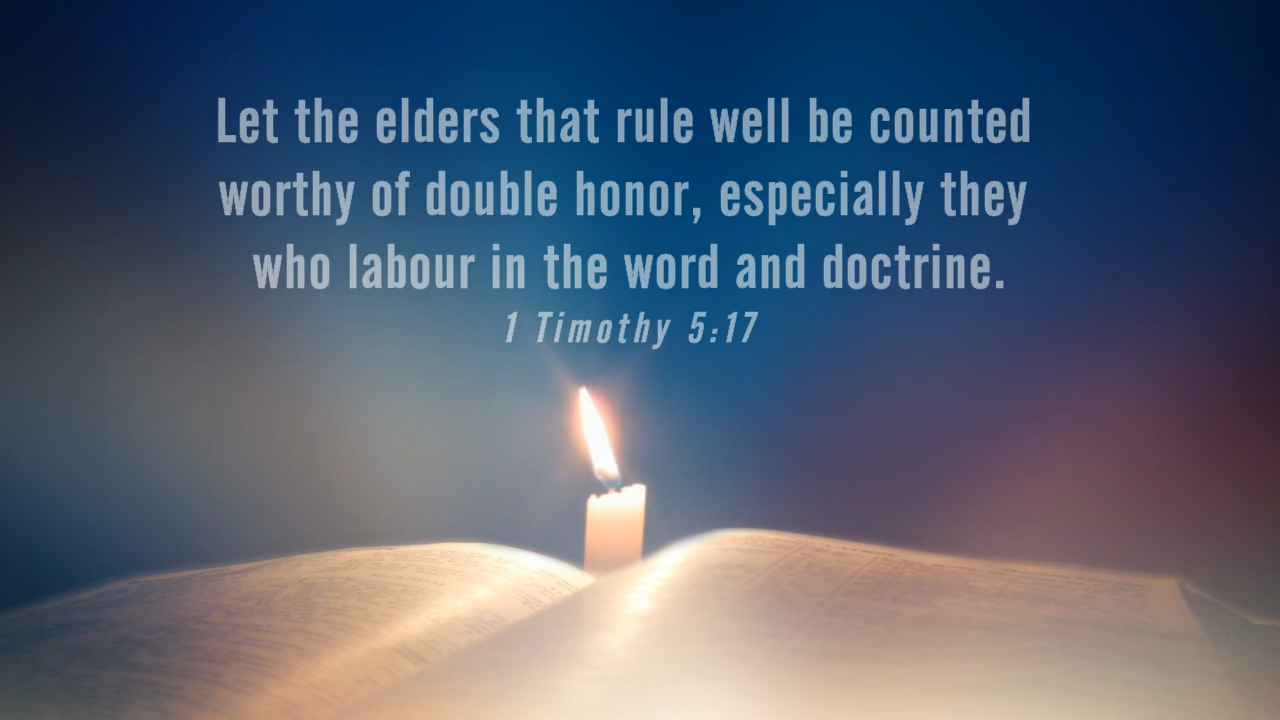 Let the elders that rule well be counted
worthy of double honor, especially they
who labour in the word and doctrine.
1 Timothy 5:17